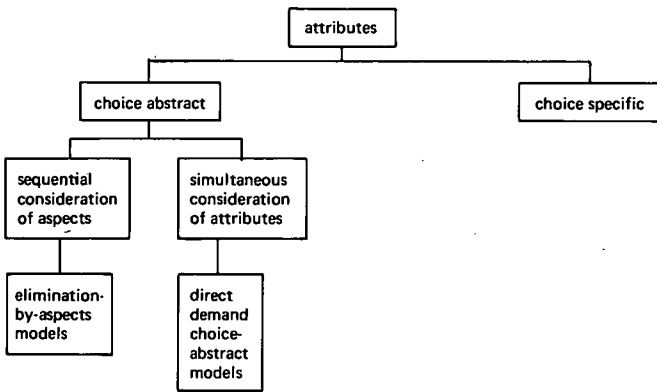 attributes
choice abstract
choice specific
sequential
consideration
of aspects
simultaneous
consideration
of attributes
elimination-
by-aspects
models
direct
demand
choice-
abstract
models